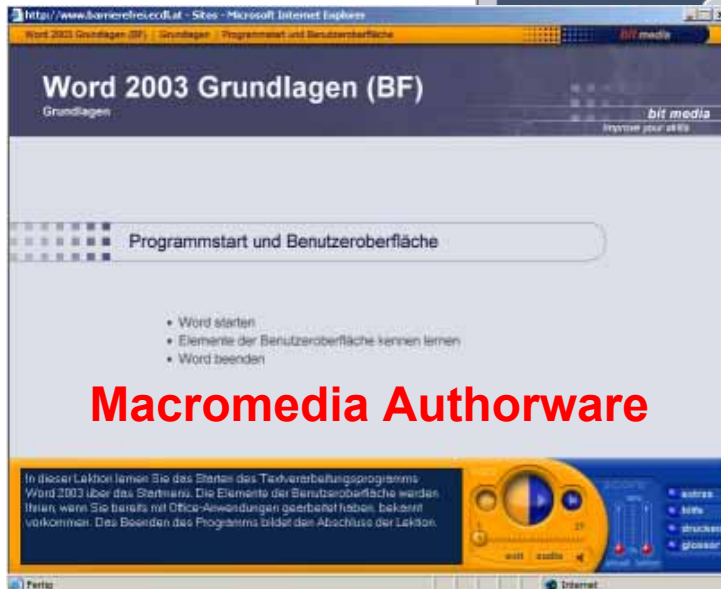 http://www.barrierefrei.ecdl.at - Sites - Microsoft Internet Explorer
Word 2003 Grundlagen (BF) | Grundlagen | Programmstart und Benutzeroberfläche
bit media
Word 2003 Grundlagen (BF)
Grundlagen
bit media
Improve your skills
Programmstart und Benutzeroberfläche
• Word starten
• Elemente der Benutzeroberfläche kennen lernen
• Word beenden
Macromedia Authorware
In dieser Lektion lernen Sie das Starten des Textverarbeitungsprogramms
Word 2003 über das Startmenü. Die Elemente der Benutzeroberfläche werden
Ihnen, wenn Sie bereits mit Office-Anwendungen gearbeitet haben, bekannt
vorkommen. Das Beenden des Programms bildet den Abschluss der Lektion.
score
1
exit audio
extras
hilfe
drucken
glossar
Fertig
Internet